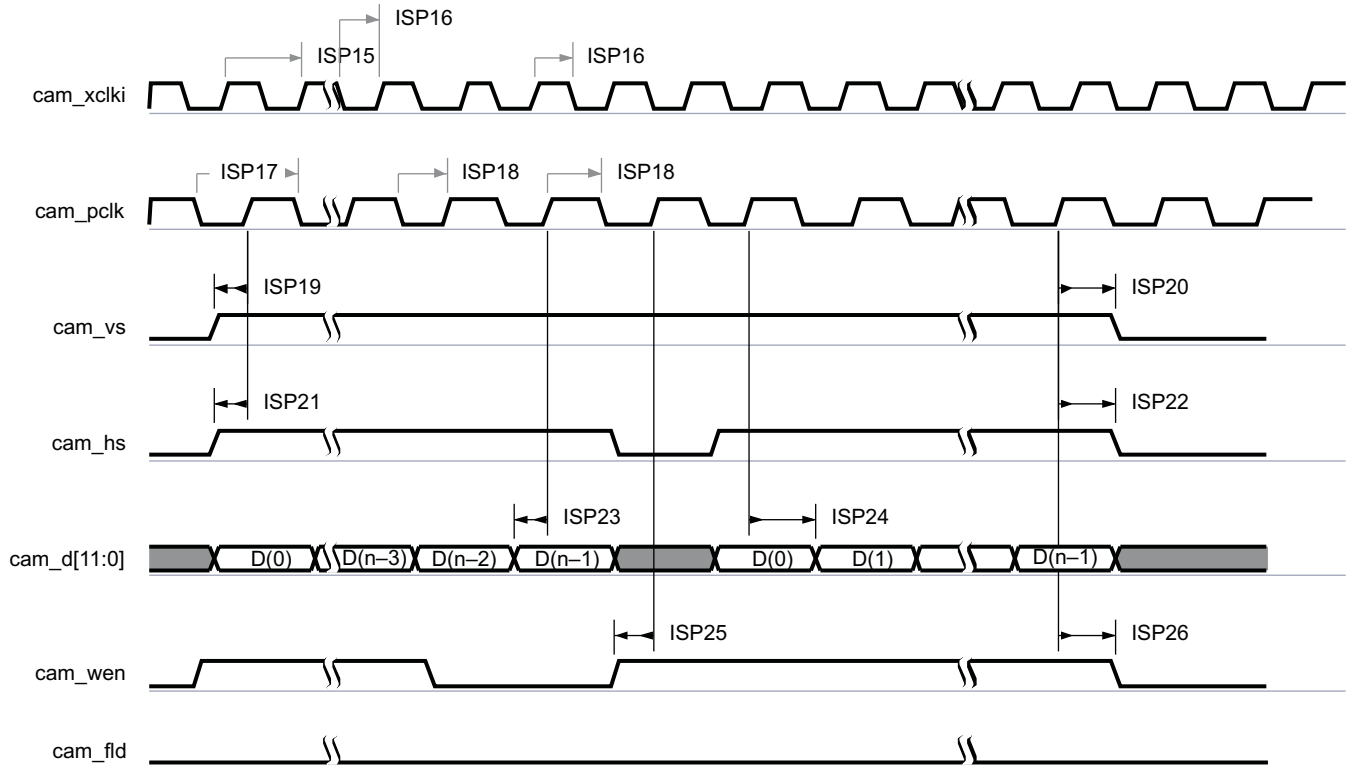 ISP16
ISP15
ISP16
cam_xclki
ISP17
ISP18
ISP18
cam_pclk
ISP19
ISP20
cam_vs
ISP21
ISP22
cam_hs
ISP23
ISP24
cam_d[11:0]
D(0)
D(n–3)
D(n–2)
D(n–1)
D(0)
D(1)
D(n–1)
ISP25
ISP26
cam_wen
cam_fld